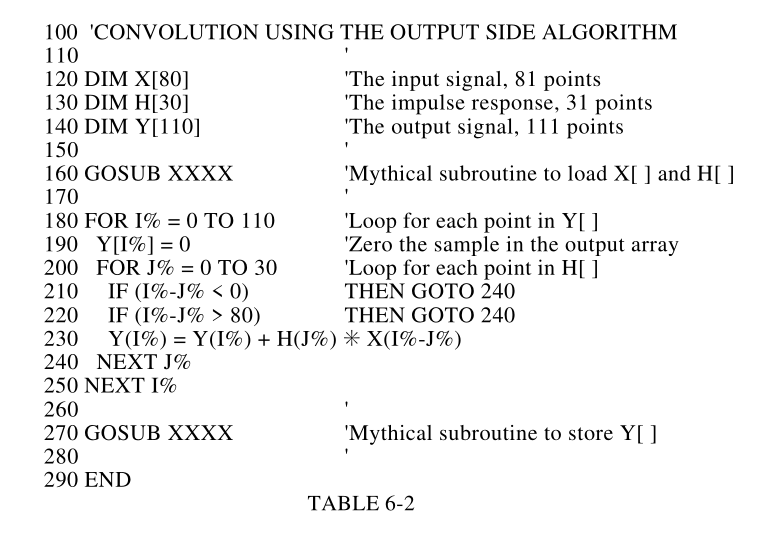 100 'CONVOLUTION USING THE OUTPUT SIDE ALGORITHM
110 '
120 DIM X[80] 'The input signal, 81 points
130 DIM H[30] 'The impulse response, 31 points
140 DIM Y[110] 'The output signal, 111 points
150 '
160 GOSUB XXXX 'Mythical subroutine to load X[ ] and H[ ]
170 '
180 FOR I% = 0 TO 110 'Loop for each point in Y[ ]
190 Y[I%] = 0 'Zero the sample in the output array
200 FOR J% = 0 TO 30 'Loop for each point in H[ ]
210 IF (I%-J% < 0) THEN GOTO 240
220 IF (I%-J% > 80) THEN GOTO 240
230 Y(I%) = Y(I%) + H(J%) ✳ X(I%-J%)
240 NEXT J%
250 NEXT I%
260 '
270 GOSUB XXXX 'Mythical subroutine to store Y[ ]
280 '
290 END
TABLE 6-2